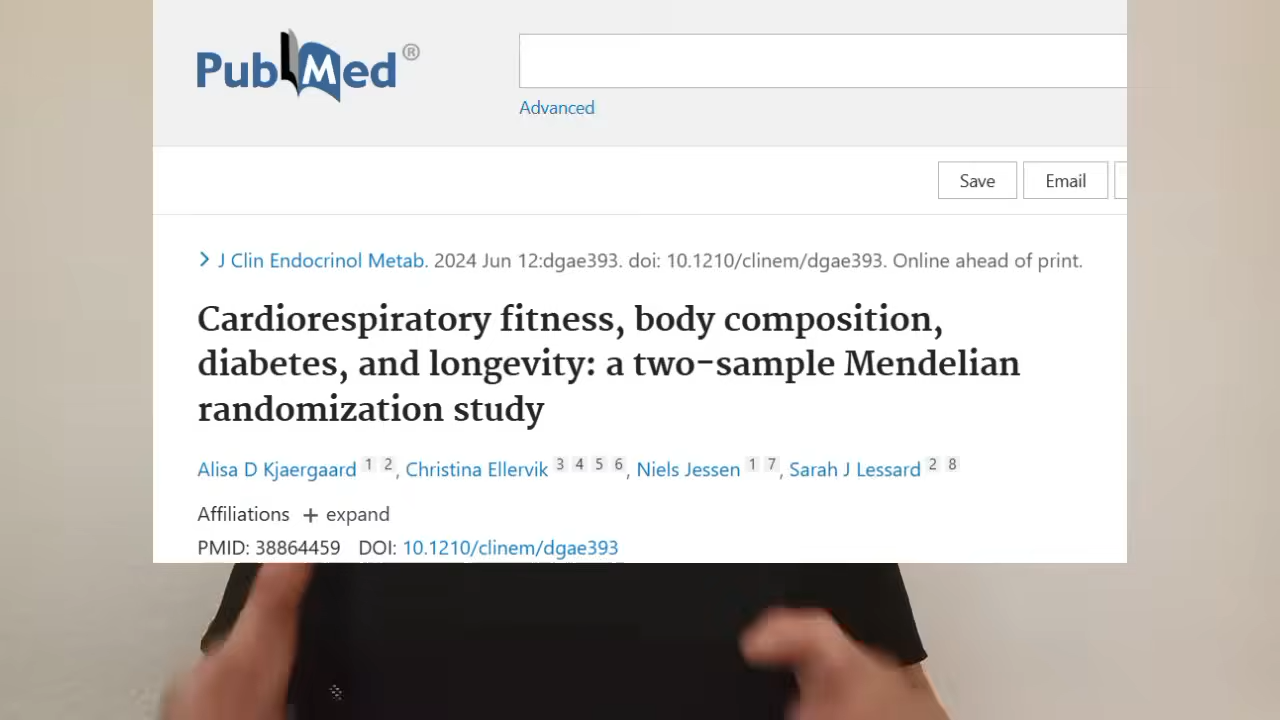 PubMed®
Advanced
Save Email
J Clin Endocrinol Metab. 2024 Jun 12:dgae393. doi: 10.1210/clinem/dgae393. Online ahead of print.
Cardiorespiratory fitness, body composition,
diabetes, and longevity: a two-sample Mendelian
randomization study
Alisa D Kjaergaard 1 2, Christina Ellervik 3 4 5 6, Niels Jessen 1 7, Sarah J Lessard 2 8
Affiliations + expand
PMID: 38864459 DOI: 10.1210/clinem/dgae393